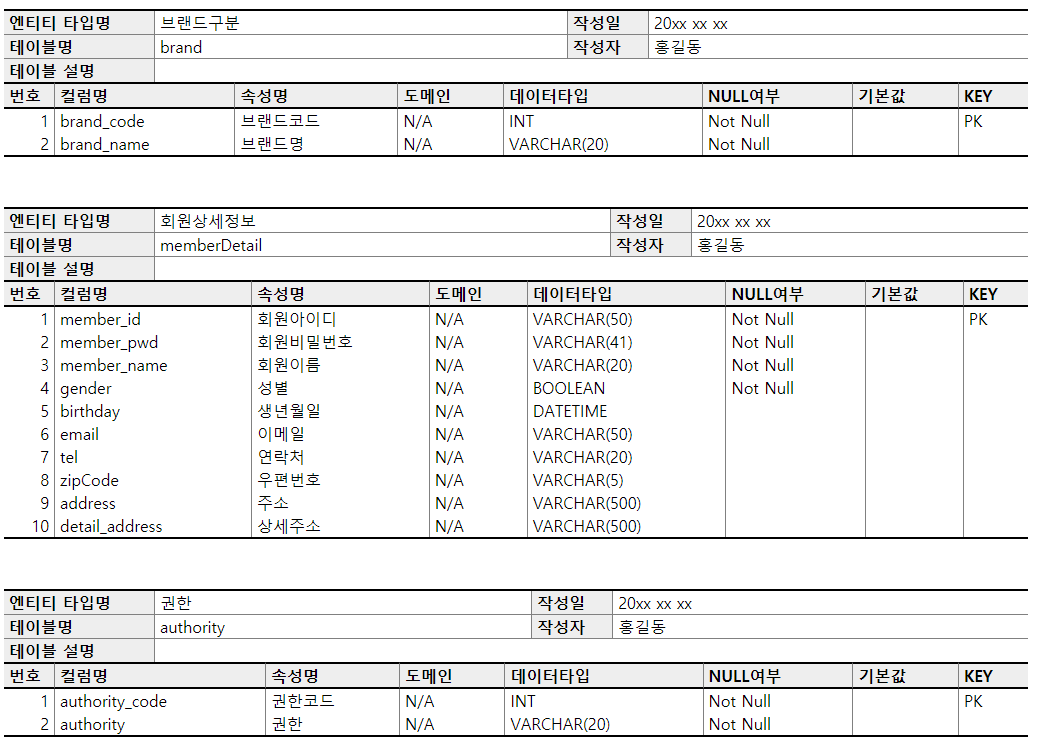 엔티티 타입명 브랜드구분 작성일 20xx xx xx
테이블명 brand 작성자 홍길동
테이블 설명
번호 컬럼명 속성명 도메인 데이터타입 NULL여부 기본값 KEY
1 brand_code 브랜드코드 N/A INT Not Null PK
2 brand_name 브랜드명 N/A VARCHAR(20) Not Null
엔티티 타입명 회원상세정보 작성일 20xx xx xx
테이블명 memberDetail 작성자 홍길동
테이블 설명
번호 컬럼명 속성명 도메인 데이터타입 NULL여부 기본값 KEY
1 member_id 회원아이디 N/A VARCHAR(50) Not Null PK
2 member_pwd 회원비밀번호 N/A VARCHAR(41) Not Null
3 member_name 회원이름 N/A VARCHAR(20) Not Null
4 gender 성별 N/A BOOLEAN Not Null
5 birthday 생년월일 N/A DATETIME
6 email 이메일 N/A VARCHAR(50)
7 tel 연락처 N/A VARCHAR(20)
8 zipCode 우편번호 N/A VARCHAR(5)
9 address 주소 N/A VARCHAR(500)
10 detail_address 상세주소 N/A VARCHAR(500)
엔티티 타입명 권한 작성일 20xx xx xx
테이블명 authority 작성자 홍길동
테이블 설명
번호 컬럼명 속성명 도메인 데이터타입 NULL여부 기본값 KEY
1 authority_code 권한코드 N/A INT Not Null PK
2 authority 권한 N/A VARCHAR(20) Not Null